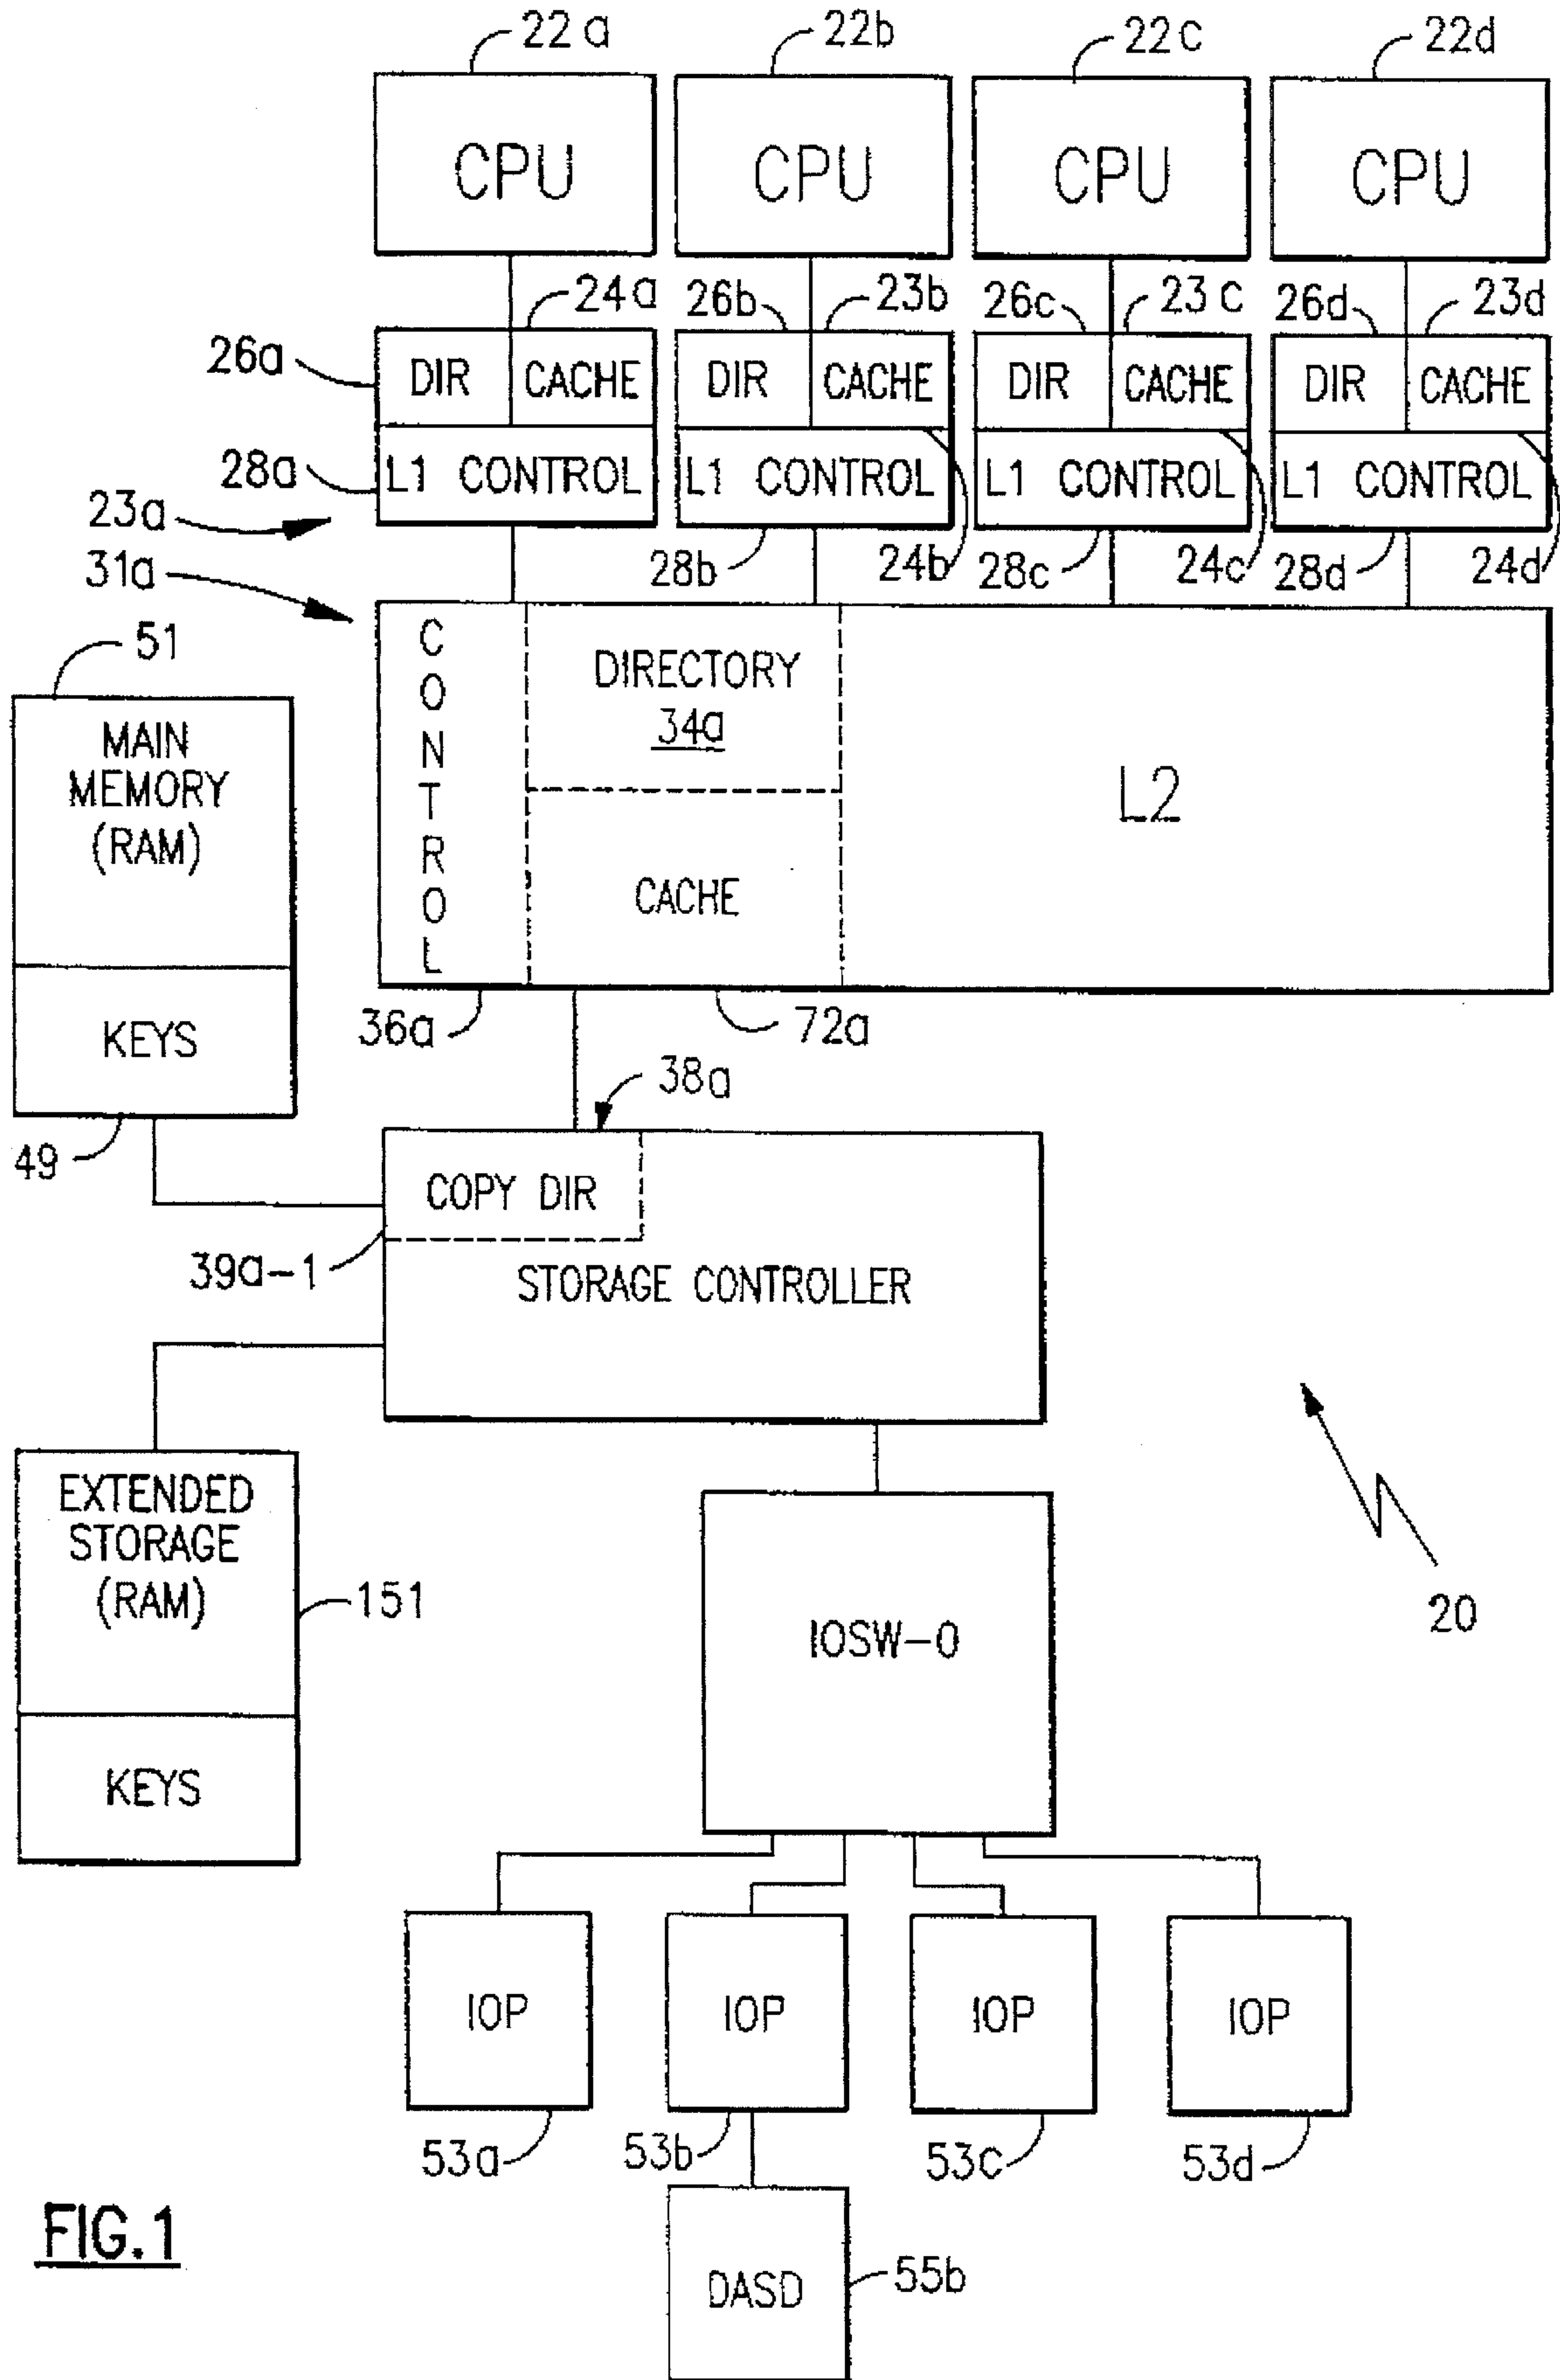 22a 22b 22c 22d
CPU CPU CPU CPU
24a 26b 23b 26c 23c 26d 23d
26a DIR CACHE DIR CACHE DIR CACHE DIR CACHE
28a L1 CONTROL L1 CONTROL L1 CONTROL L1 CONTROL
23a
28b 24b 28c 24c 28d 24d
31a
51
MAIN
MEMORY
(RAM)
KEYS
49
CONTROL
DIRECTORY
34a
CACHE
L2
36a 72a
38a
COPY DIR
39a-1
STORAGE CONTROLLER
EXTENDED
STORAGE
(RAM)
151
KEYS
20
IOSW-0
IOP IOP IOP IOP
53a 53b 53c 53d
DASD
55b
FIG.1